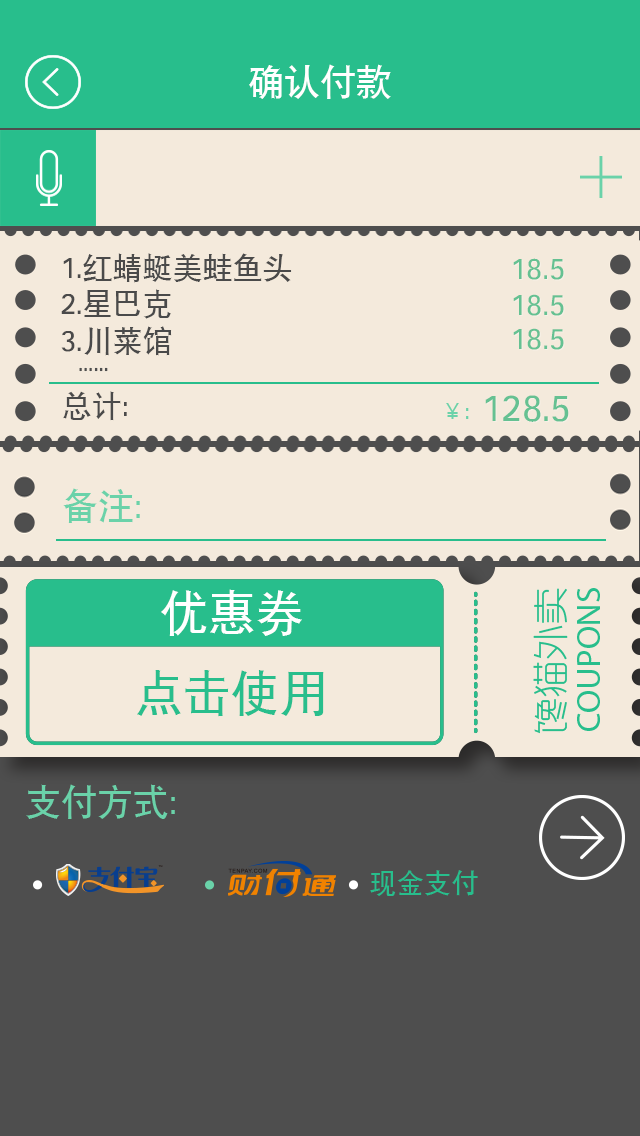 确认付款
1.红蜻蜓美蛙鱼头 18.5
2.星巴克 18.5
3.川菜馆 18.5
······
总计: ￥: 128.5
备注:
优惠券
点击使用
馋猫外卖
COUPONS
支付方式:
支付宝
TENPAY.COM
财付通
现金支付